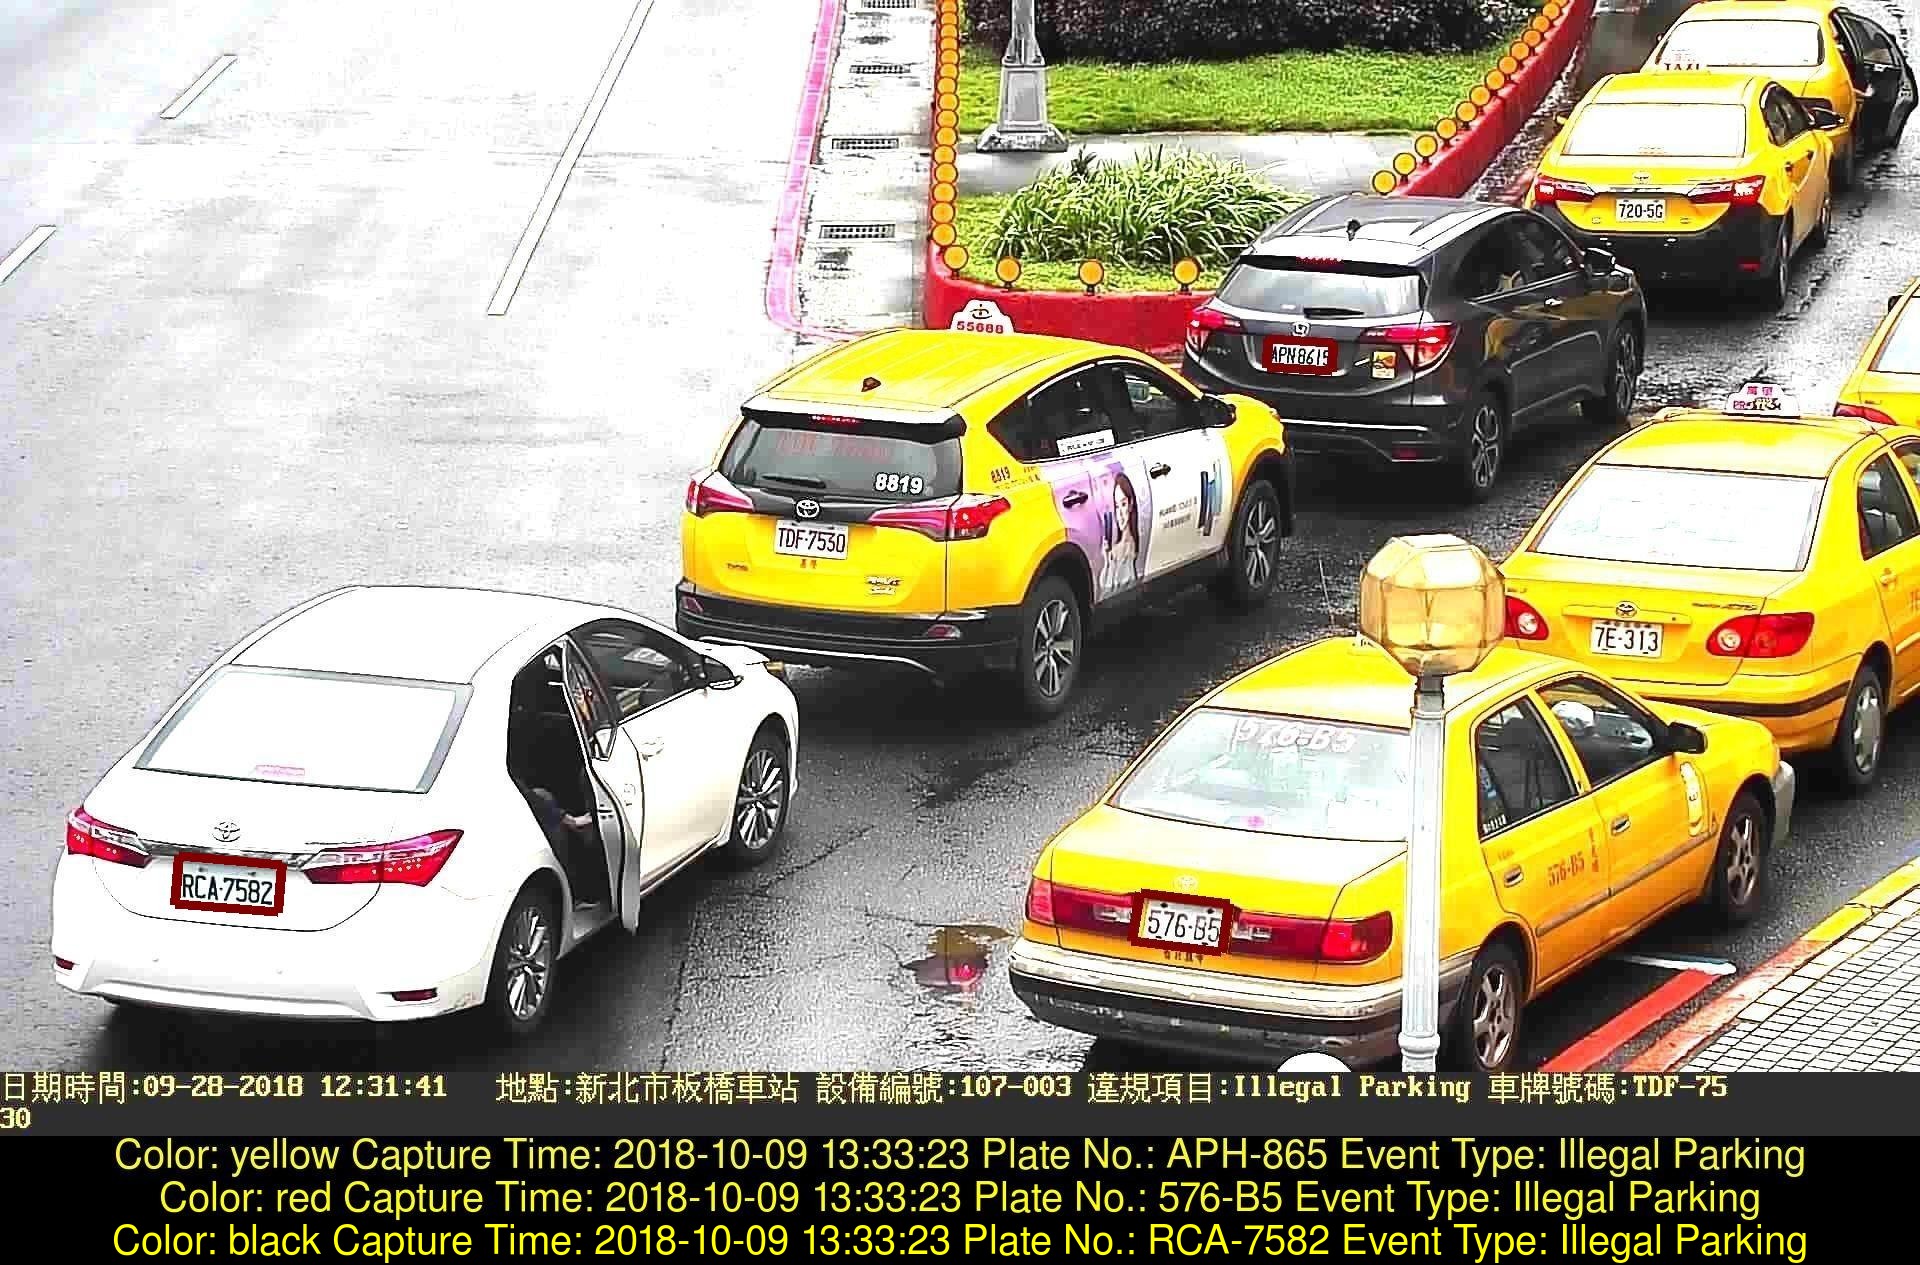 TAXI
720-5G
55688
8819
8819
TDF-7530
7E-313
576-B5
RCA-7582
576-B5
576-B5
日期時間:09-28-2018 12:31:41 地點:新北市板橋車站 設備編號:107-003 違規項目:Illegal Parking 車牌號碼:TDF-75
30
Color: yellow Capture Time: 2018-10-09 13:33:23 Plate No.: APH-865 Event Type: Illegal Parking
Color: red Capture Time: 2018-10-09 13:33:23 Plate No.: 576-B5 Event Type: Illegal Parking
Color: black Capture Time: 2018-10-09 13:33:23 Plate No.: RCA-7582 Event Type: Illegal Parking